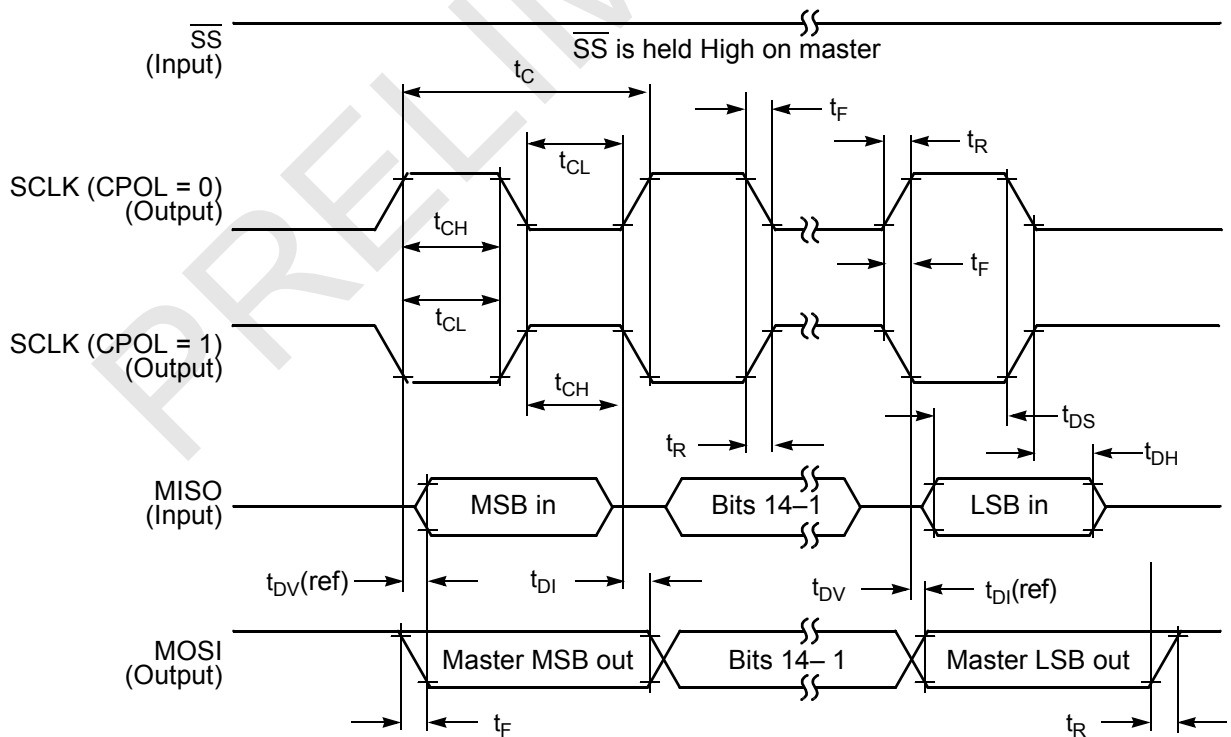 PRELIM
SS
(Input)
SS is held High on master
tC
tF
tR
tCL
SCLK (CPOL = 0)
(Output)
tCH
tF
tCL
SCLK (CPOL = 1)
(Output)
tCH
tDS
tR
tDH
MISO
(Input)
MSB in
Bits 14–1
LSB in
tDV(ref)
tDI
tDV
tDI(ref)
MOSI
(Output)
Master MSB out
Bits 14– 1
Master LSB out
tF
tR